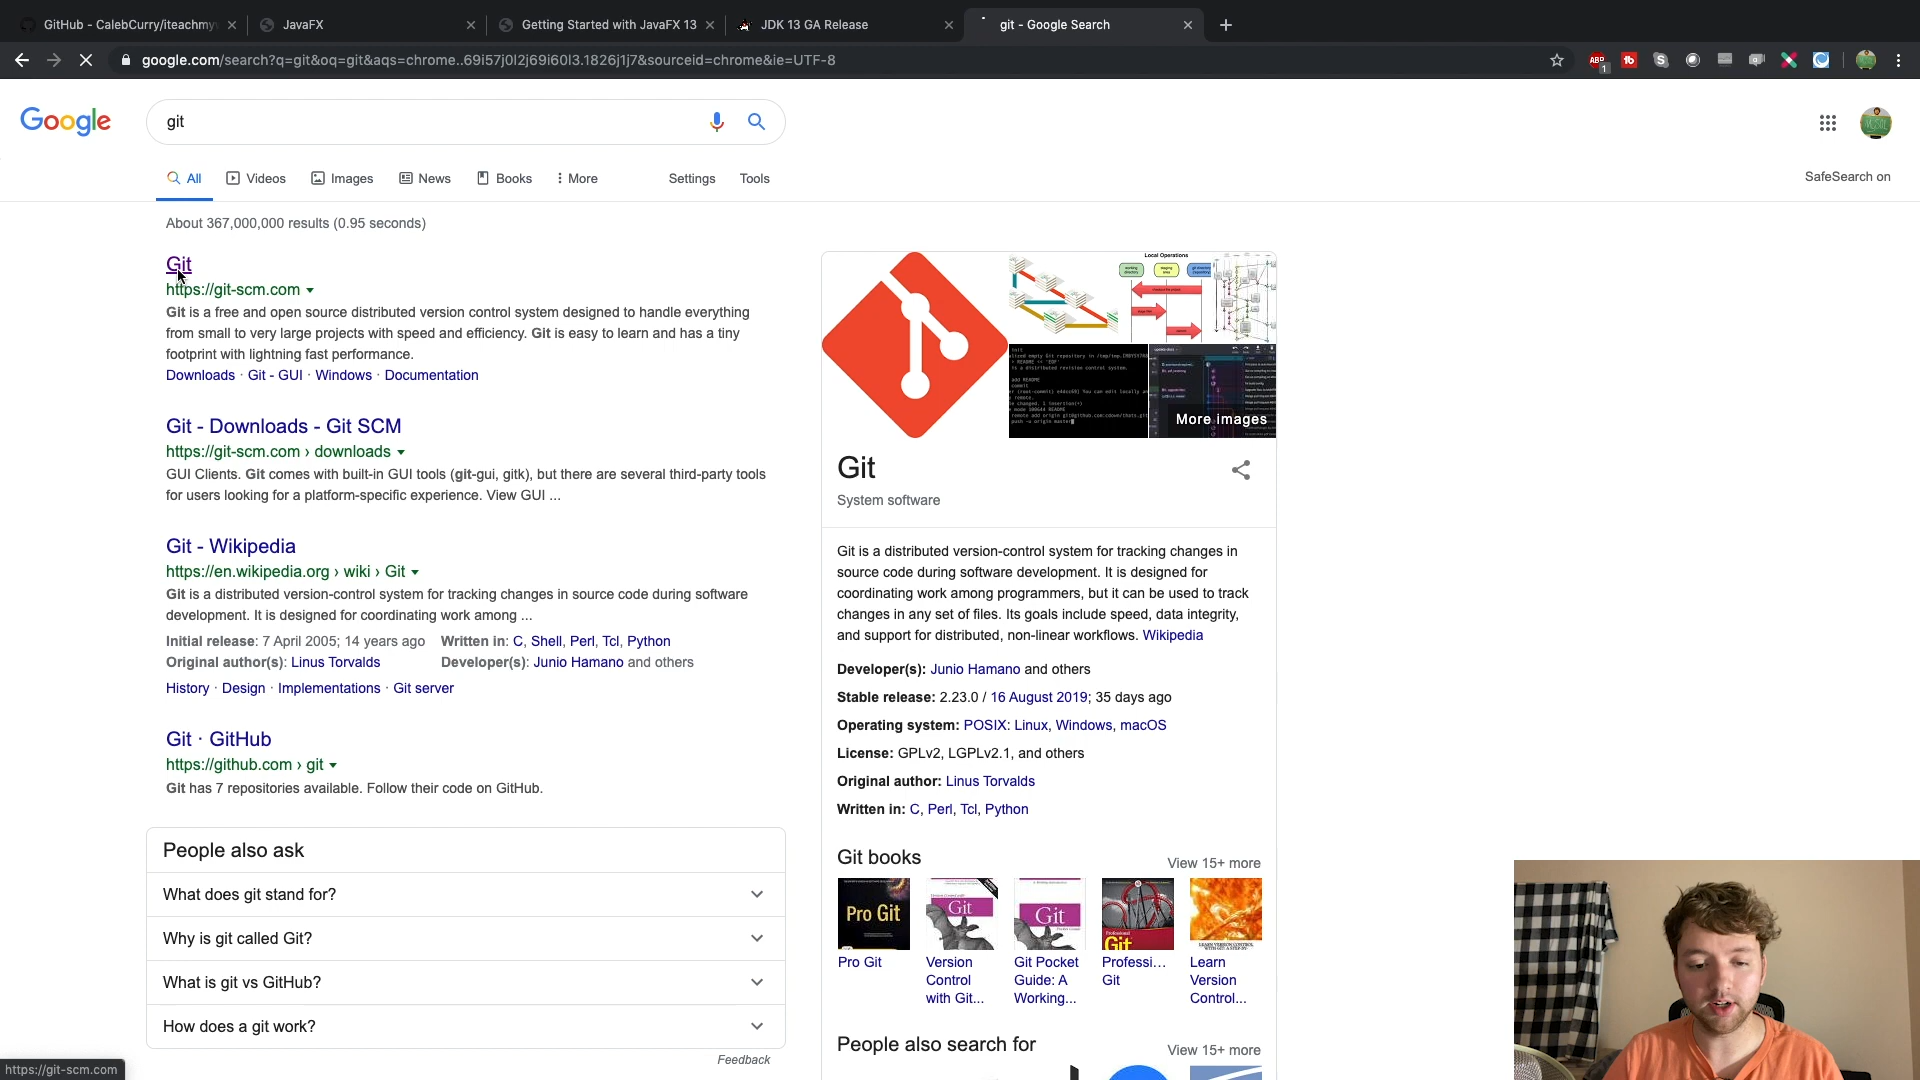 GitHub - CalebCurry/iteachmy
JavaFX
Getting Started with JavaFX 13
JDK 13 GA Release
git - Google Search
google.com/search?q=git&oq=git&aqs=chrome..69i57j0l2j69i60l3.1826j1j7&sourceid=chrome&ie=UTF-8
ABP
1
tb
Google
git
All
Videos
Images
News
Books
More
Settings
Tools
SafeSearch on
About 367,000,000 results (0.95 seconds)
Git
https://git-scm.com
Git is a free and open source distributed version control system designed to handle everything
from small to very large projects with speed and efficiency. Git is easy to learn and has a tiny
footprint with lightning fast performance.
Downloads · Git - GUI · Windows · Documentation
Git - Downloads - Git SCM
https://git-scm.com › downloads
GUI Clients. Git comes with built-in GUI tools (git-gui, gitk), but there are several third-party tools
for users looking for a platform-specific experience. View GUI ...
Git - Wikipedia
https://en.wikipedia.org › wiki › Git
Git is a distributed version-control system for tracking changes in source code during software
development. It is designed for coordinating work among ...
Initial release: 7 April 2005; 14 years ago Written in: C, Shell, Perl, Tcl, Python
Original author(s): Linus Torvalds Developer(s): Junio Hamano and others
History · Design · Implementations · Git server
Git · GitHub
https://github.com › git
Git has 7 repositories available. Follow their code on GitHub.
People also ask
What does git stand for?
Why is git called Git?
What is git vs GitHub?
How does a git work?
Feedback
https://git-scm.com
Local Operations
More images
Git
System software
Git is a distributed version-control system for tracking changes in
source code during software development. It is designed for
coordinating work among programmers, but it can be used to track
changes in any set of files. Its goals include speed, data integrity,
and support for distributed, non-linear workflows. Wikipedia
Developer(s): Junio Hamano and others
Stable release: 2.23.0 / 16 August 2019; 35 days ago
Operating system: POSIX: Linux, Windows, macOS
License: GPLv2, LGPLv2.1, and others
Original author: Linus Torvalds
Written in: C, Perl, Tcl, Python
Git books
View 15+ more
Pro Git
Git
Git
Git
Pro Git
Version
Control
with Git...
Git Pocket
Guide: A
Working...
Professi...
Git
Learn
Version
Control...
People also search for
View 15+ more